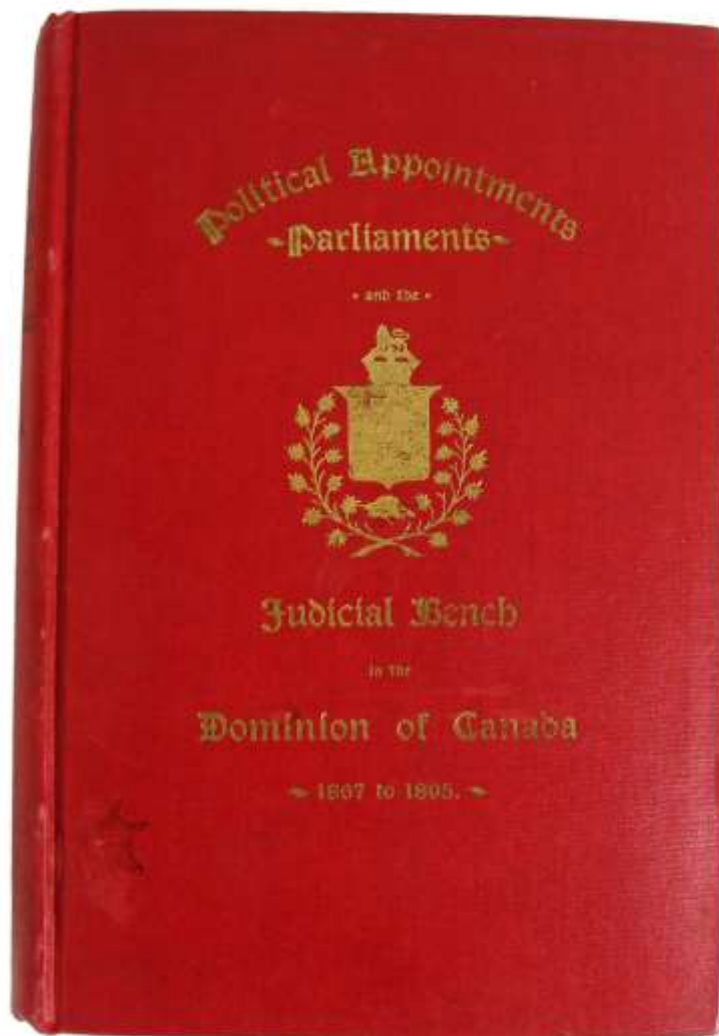 Political Appointments
Parliaments
• and the •
Judicial Bench
in the
Dominion of Canada
1867 to 1895.